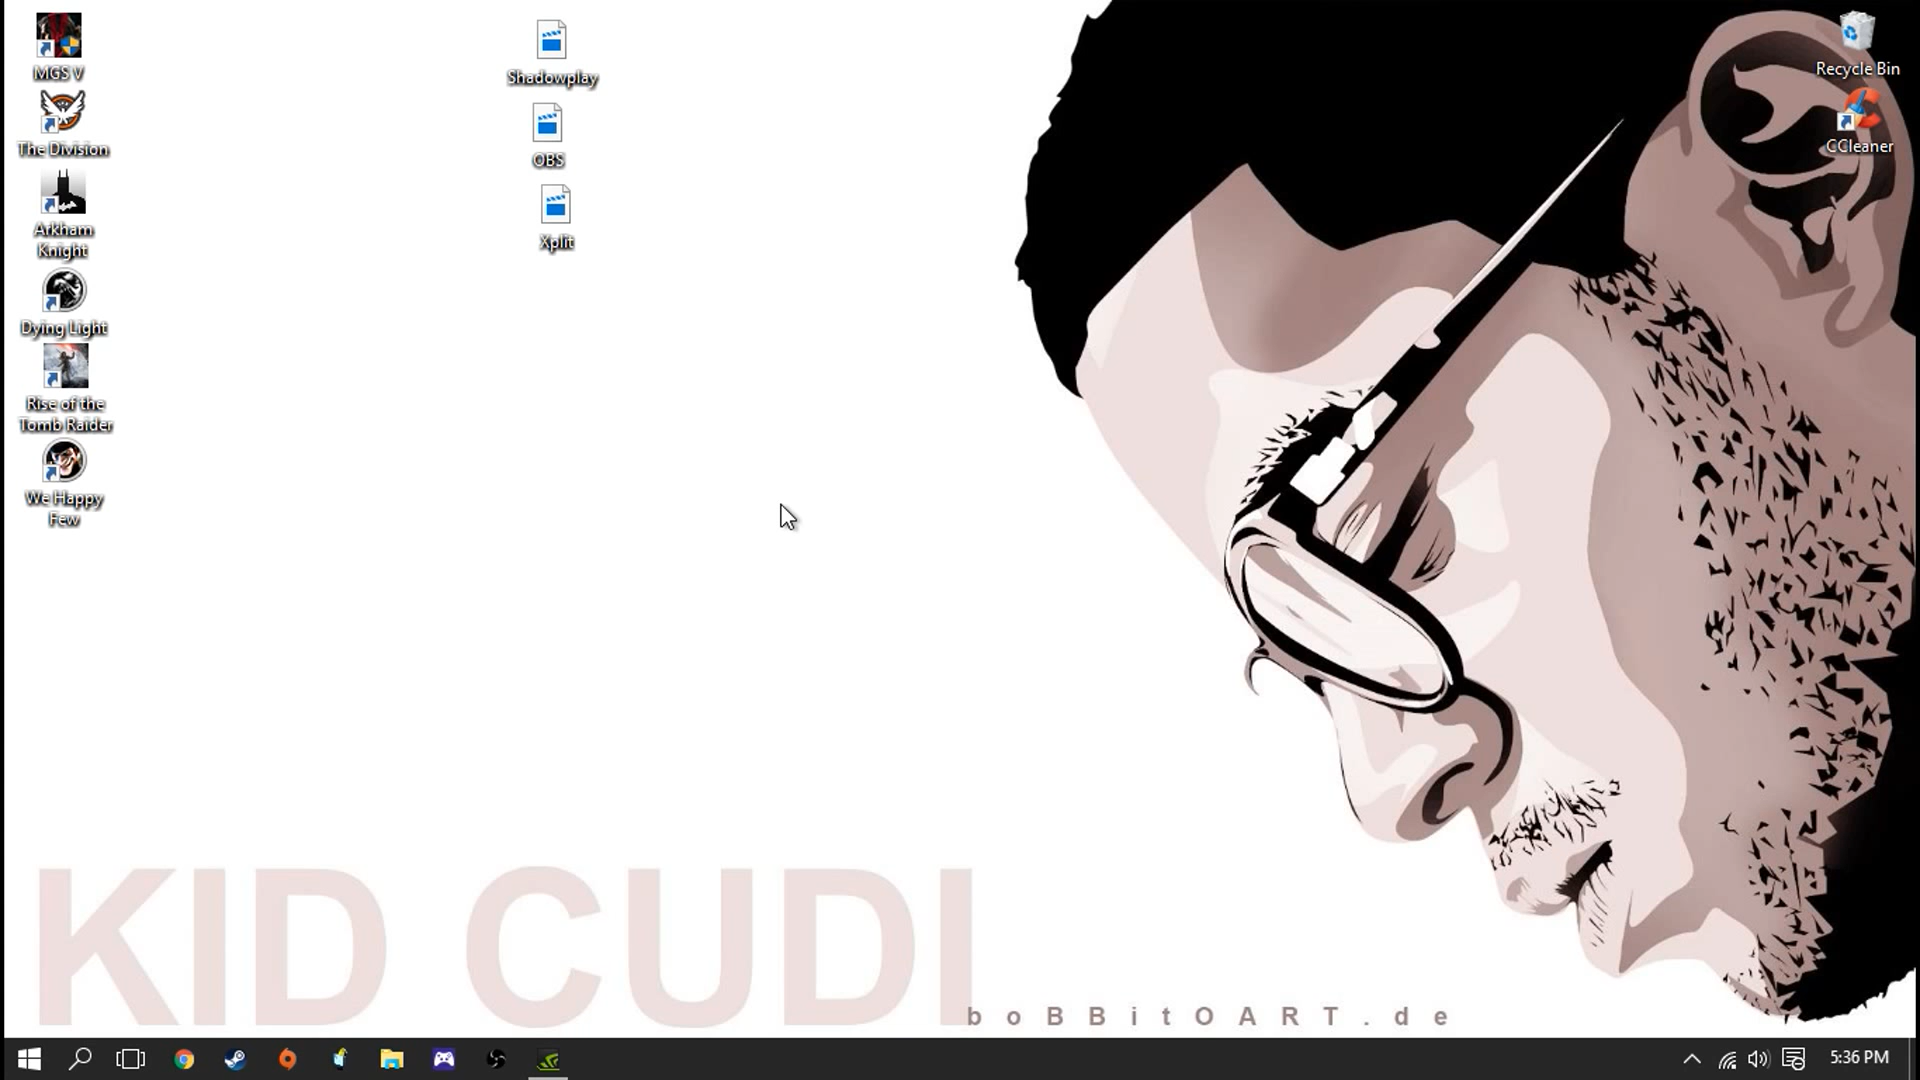 MGS V
The Division
Arkham
Knight
Dying Light
Rise of the
Tomb Raider
We Happy
Few
Shadowplay
OBS
Xplit
Recycle Bin
CCleaner
KID CUDI
boBBitOART.de
5:36 PM